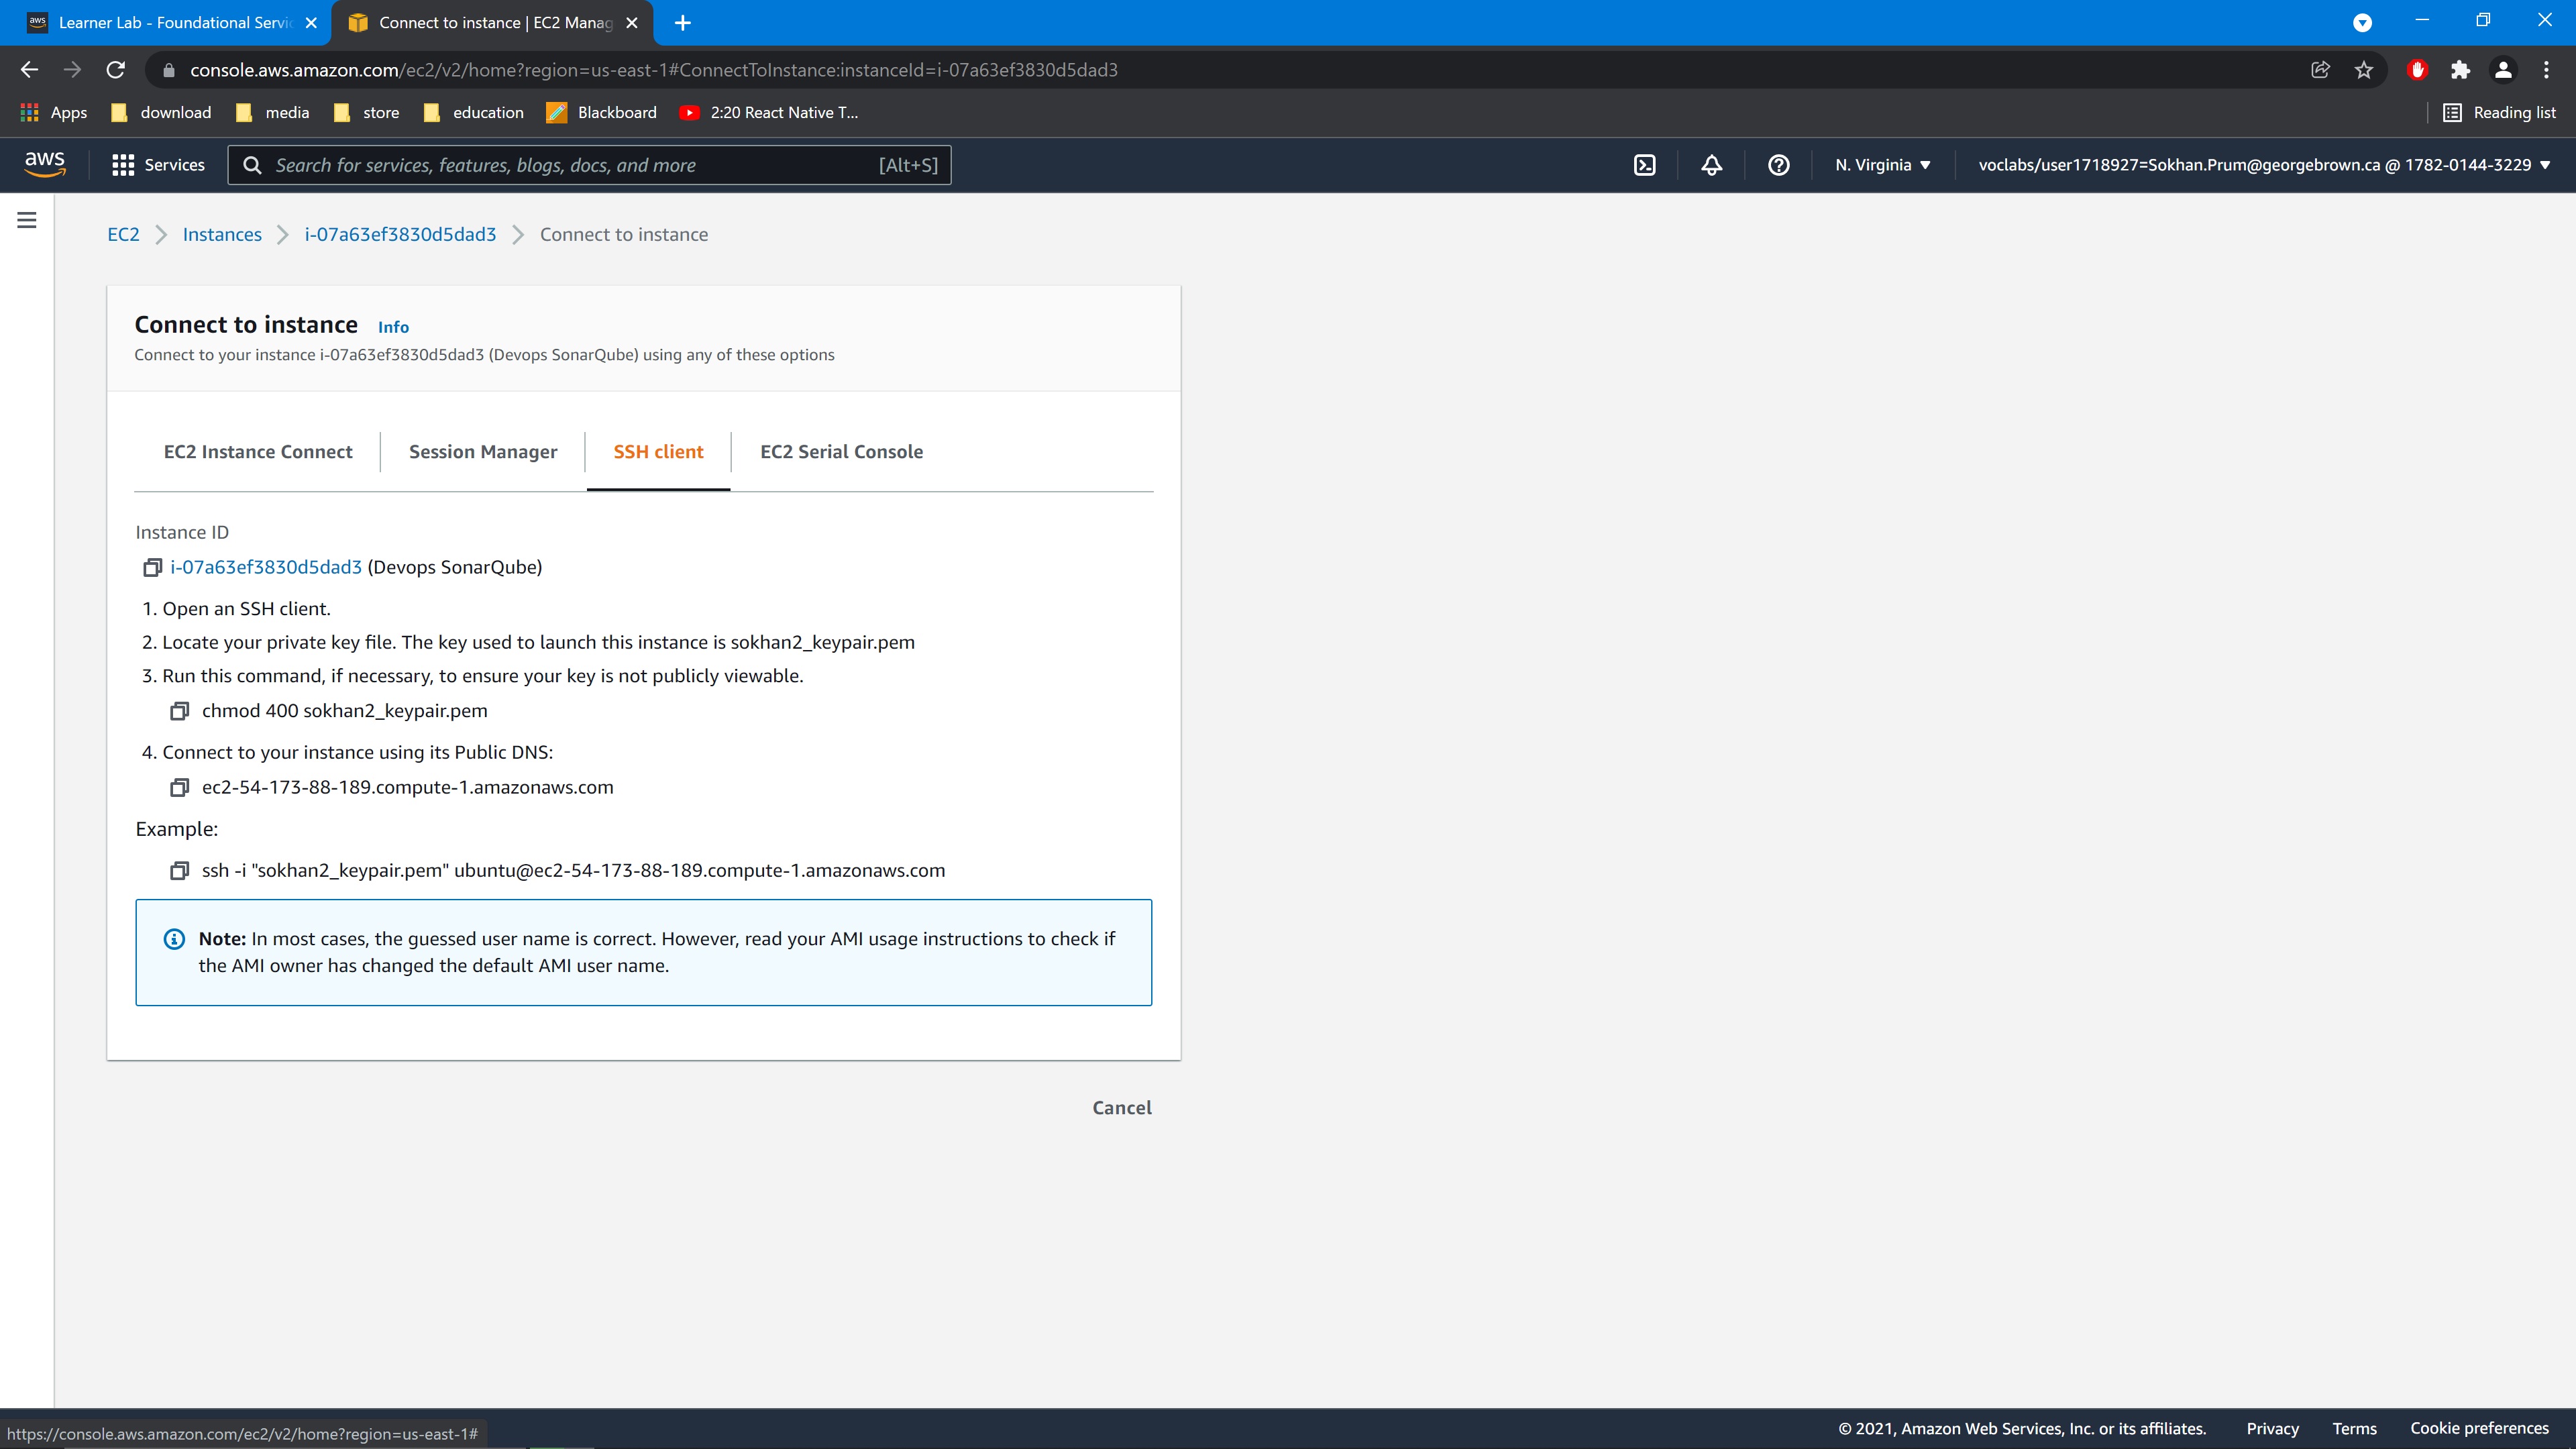 aws Learner Lab - Foundational Servic
Connect to instance | EC2 Manag
console.aws.amazon.com/ec2/v2/home?region=us-east-1#ConnectToInstance:instanceId=i-07a63ef3830d5dad3
Apps download media store education Blackboard 2:20 React Native T... Reading list
aws Services Search for services, features, blogs, docs, and more [Alt+S] N. Virginia voclabs/user1718927=Sokhan.Prum@georgebrown.ca @ 1782-0144-3229
EC2 Instances i-07a63ef3830d5dad3 Connect to instance
Connect to instance Info
Connect to your instance i-07a63ef3830d5dad3 (Devops SonarQube) using any of these options
EC2 Instance Connect Session Manager SSH client EC2 Serial Console
Instance ID
i-07a63ef3830d5dad3 (Devops SonarQube)
1. Open an SSH client.
2. Locate your private key file. The key used to launch this instance is sokhan2_keypair.pem
3. Run this command, if necessary, to ensure your key is not publicly viewable.
chmod 400 sokhan2_keypair.pem
4. Connect to your instance using its Public DNS:
ec2-54-173-88-189.compute-1.amazonaws.com
Example:
ssh -i "sokhan2_keypair.pem" ubuntu@ec2-54-173-88-189.compute-1.amazonaws.com
Note: In most cases, the guessed user name is correct. However, read your AMI usage instructions to check if
the AMI owner has changed the default AMI user name.
Cancel
https://console.aws.amazon.com/ec2/v2/home?region=us-east-1#
© 2021, Amazon Web Services, Inc. or its affiliates. Privacy Terms Cookie preferences